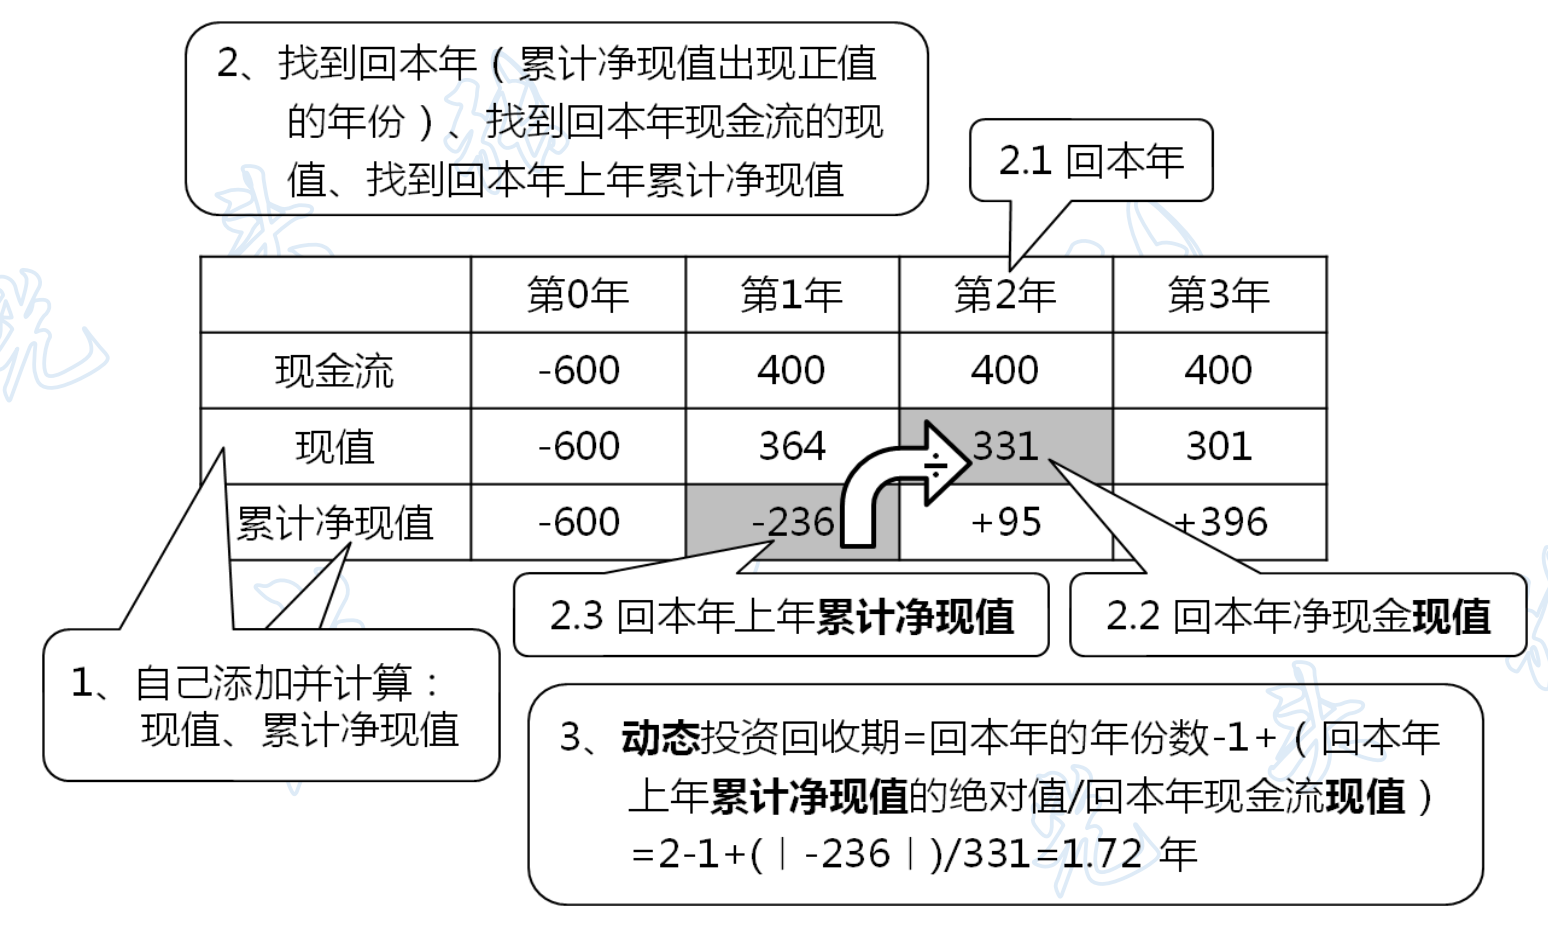 2、找到回本年（累计净现值出现正值
的年份）、找到回本年现金流的现
值、找到回本年上年累计净现值
2.1 回本年
第0年 第1年 第2年 第3年
现金流 -600 400 400 400
现值 -600 364 331 301
÷
累计净现值 -600 -236 +95 +396
2.3 回本年上年累计净现值
2.2 回本年净现金现值
1、自己添加并计算：
现值、累计净现值
3、动态投资回收期=回本年的年份数-1+（回本年
上年累计净现值的绝对值/回本年现金流现值）
=2-1+(｜-236｜)/331=1.72 年